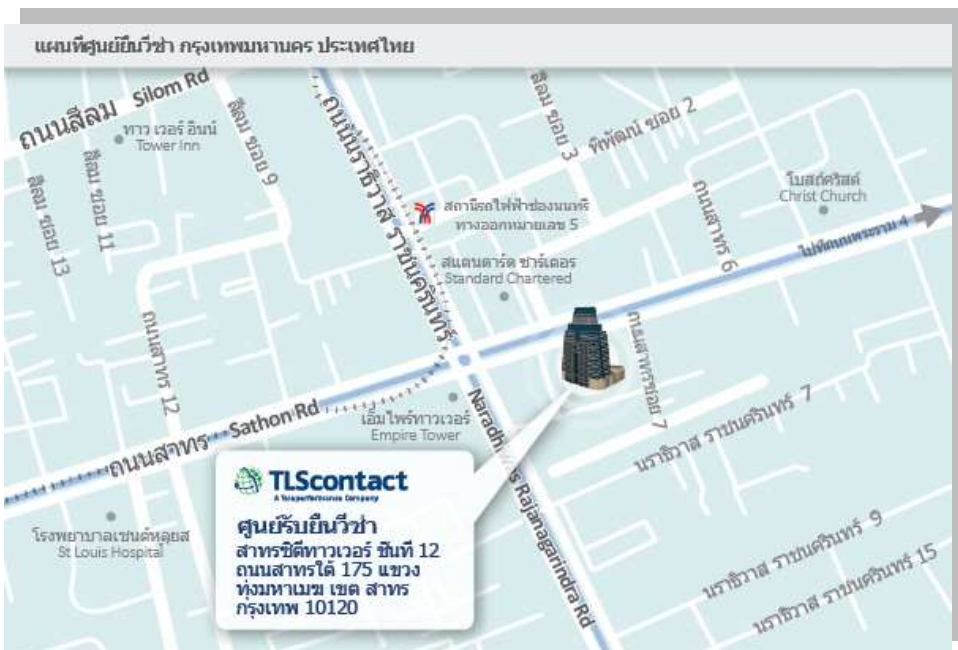 แผนที่ศูนย์ยื่นวีซ่า กรุงเทพมหานคร ประเทศไทย
ถนนสีลม Silom Rd
ทาว เวอร์ อินน์
Tower Inn
สีลม ซอย 9
สีลม ซอย 11
สีลม ซอย 13
ถนนนราธิวาส ราชนครินทร์
สีลม ซอย 3
พิพัฒน์ ซอย 2
สถานีรถไฟฟ้าช่องนนทรี
ทางออกหมายเลข 5
ถนนสาทร 6
โบสถ์คริสต์
Christ Church
ไปที่ถนนพระราม 4
สแตนดาร์ด ชาร์เตอร์
Standard Chartered
ถนนสาทร 12
ถนนสาทรซอย 7
ถนนสาทร Sathon Rd
เอ็มไพร์ทาวเวอร์
Empire Tower
Naradhiwas Rajanagarindra Rd
นราธิวาส ราชนครินทร์ 7
นราธิวาส ราชนครินทร์ 9
นราธิวาส ราชนครินทร์ 15
โรงพยาบาลเซนต์หลุยส
St Louis Hospital
TLScontact
A Teleperformance Company
ศูนย์รับยื่นวีซ่า
สาทรซิตีทาวเวอร์ ชั้นที่ 12
ถนนสาทรใต้ 175 แขวง
ทุ่งมหาเมฆ เขต สาทร
กรุงเทพ 10120